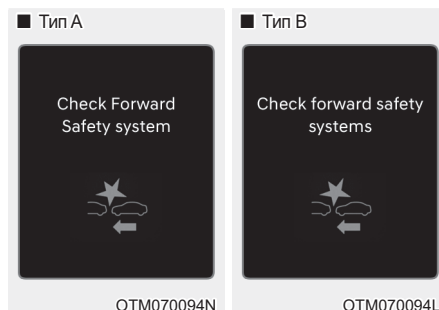 ■ Тип A
Check Forward
Safety system
OTM070094N
■ Тип B
Check forward safety
systems
OTM070094L